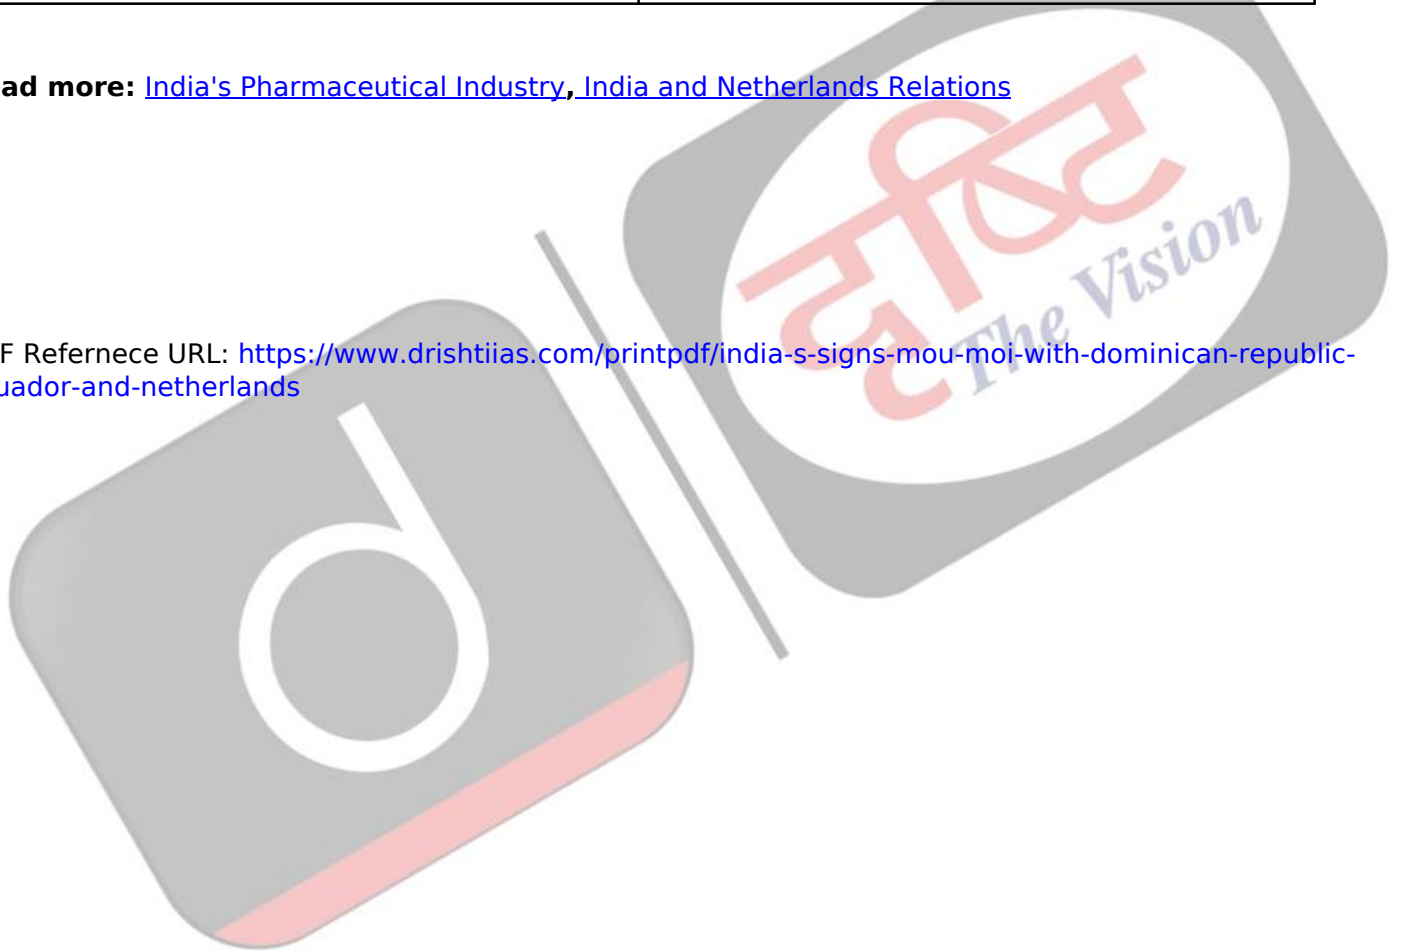 ad more: India's Pharmaceutical Industry, India and Netherlands Relations
दृष्टि
The Vision
F Refernece URL: https://www.drishtiias.com/printpdf/india-s-signs-mou-moi-with-dominican-republic-
uador-and-netherlands
d